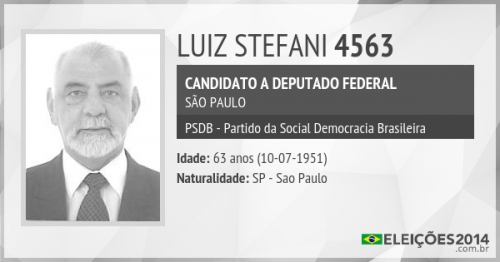 LUIZ STEFANI 4563
CANDIDATO A DEPUTADO FEDERAL
SÃO PAULO
PSDB - Partido da Social Democracia Brasileira
Idade: 63 anos (10-07-1951)
Naturalidade: SP - Sao Paulo
ELEIÇÕES2014
.com.br